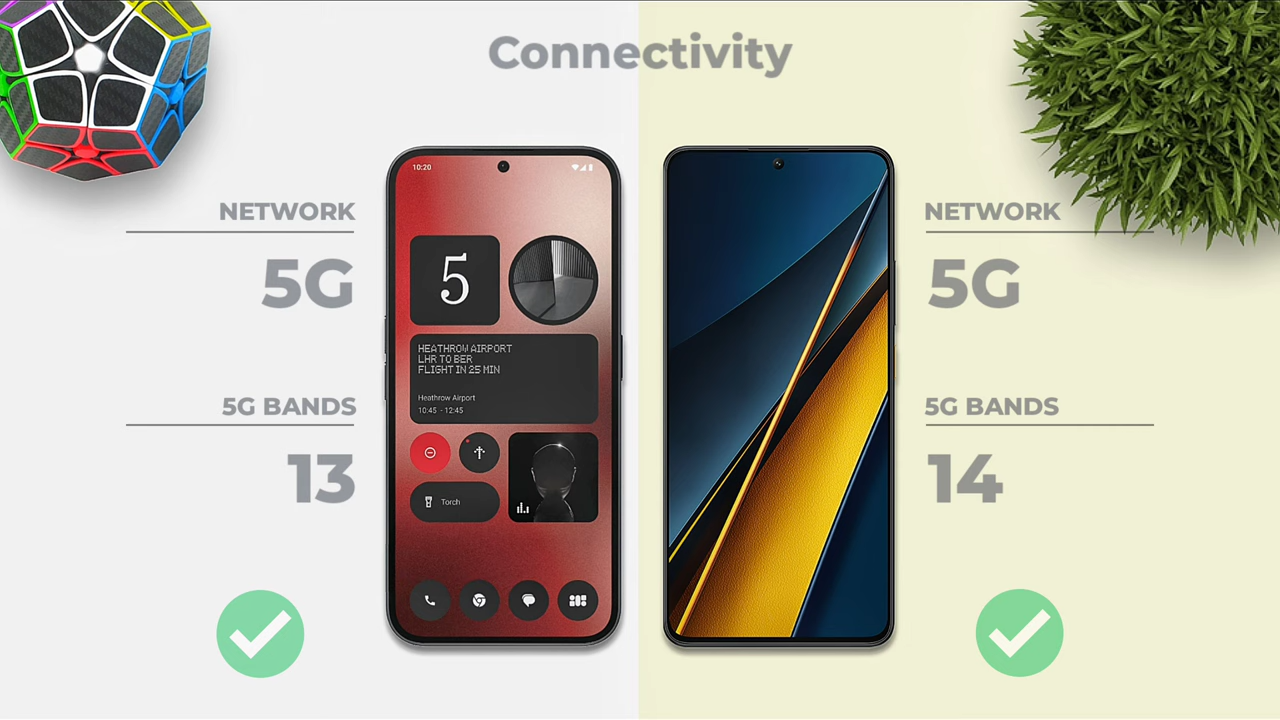 Connectivity
NETWORK
5G
5G BANDS
13
10:20
5
HEATHROW AIRPORT
LHR TO BER
FLIGHT IN 25 MIN
Heathrow Airport
10:45 - 12:45
Torch
NETWORK
5G
5G BANDS
14